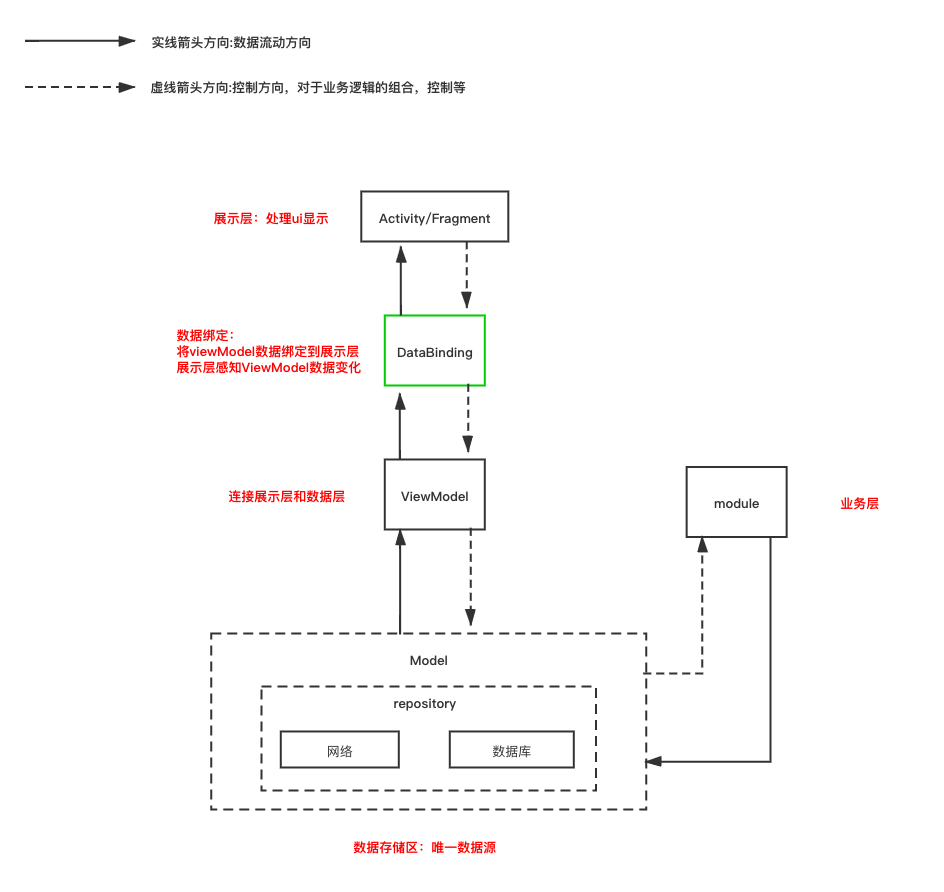 实线箭头方向:数据流动方向
虚线箭头方向:控制方向，对于业务逻辑的组合，控制等
展示层：处理ui显示
Activity/Fragment
数据绑定：
将viewModel数据绑定到展示层
展示层感知ViewModel数据变化
DataBinding
连接展示层和数据层
ViewModel
module
业务层
Model
repository
网络
数据库
数据存储区：唯一数据源